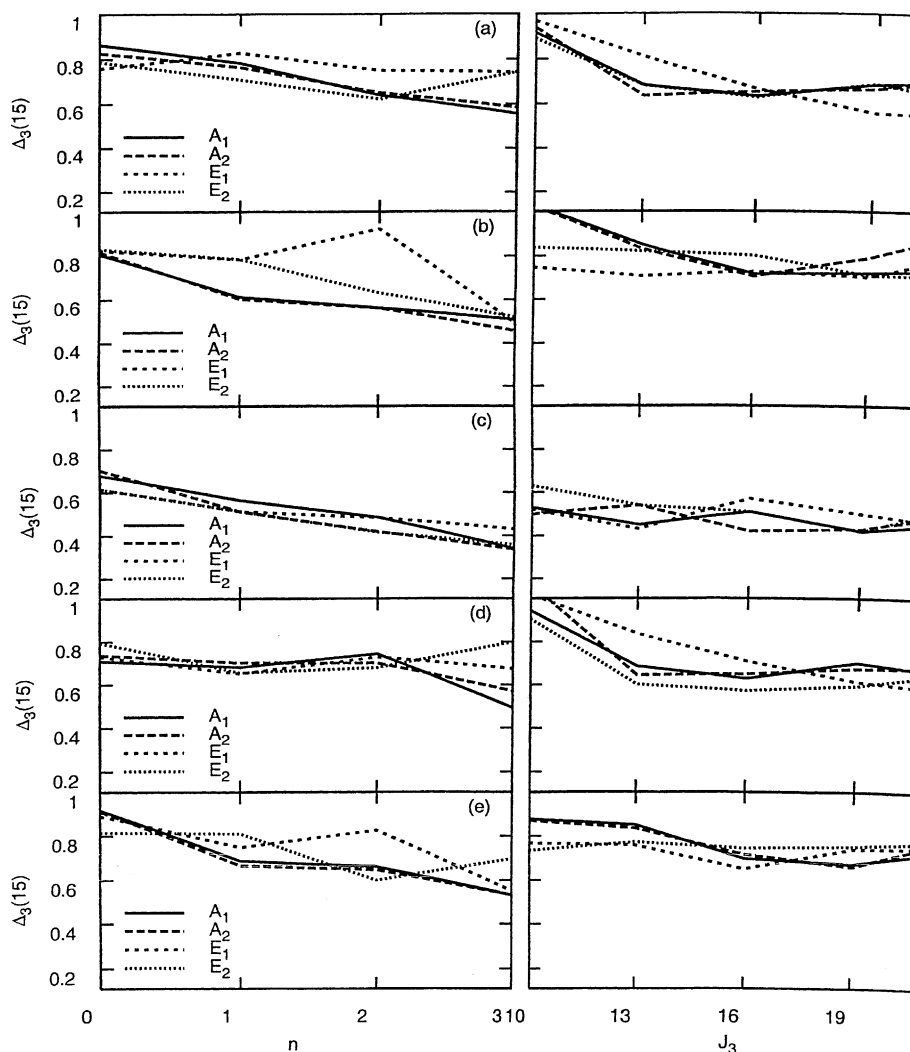 (a)
1
0.8
0.6
0.4
0.2
Δ₃(15)
A₁
A₂
E₁
E₂
(b)
1
0.8
0.6
0.4
0.2
Δ₃(15)
A₁
A₂
E₁
E₂
(c)
1
0.8
0.6
0.4
0.2
Δ₃(15)
A₁
A₂
E₁
E₂
(d)
1
0.8
0.6
0.4
0.2
Δ₃(15)
A₁
A₂
E₁
E₂
(e)
1
0.8
0.6
0.4
0.2
Δ₃(15)
A₁
A₂
E₁
E₂
0 1 2 310 13 16 19
n J₃